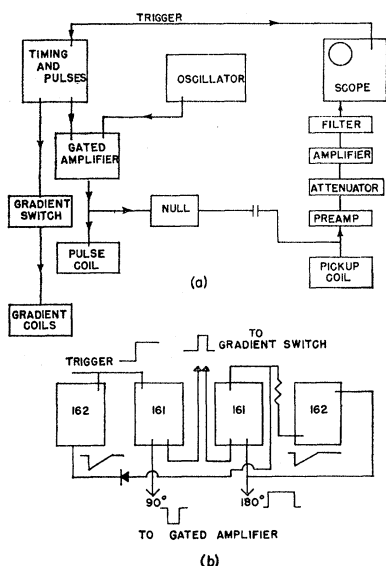 TRIGGER
TIMING
AND
PULSES
OSCILLATOR
SCOPE
GATED
AMPLIFIER
FILTER
AMPLIFIER
ATTENUATOR
GRADIENT
SWITCH
NULL
PREAMP
PULSE
COIL
PICKUP
COIL
(a)
GRADIENT
COILS
TO
GRADIENT SWITCH
TRIGGER
162
161
161
162
90°
180°
TO GATED AMPLIFIER
(b)